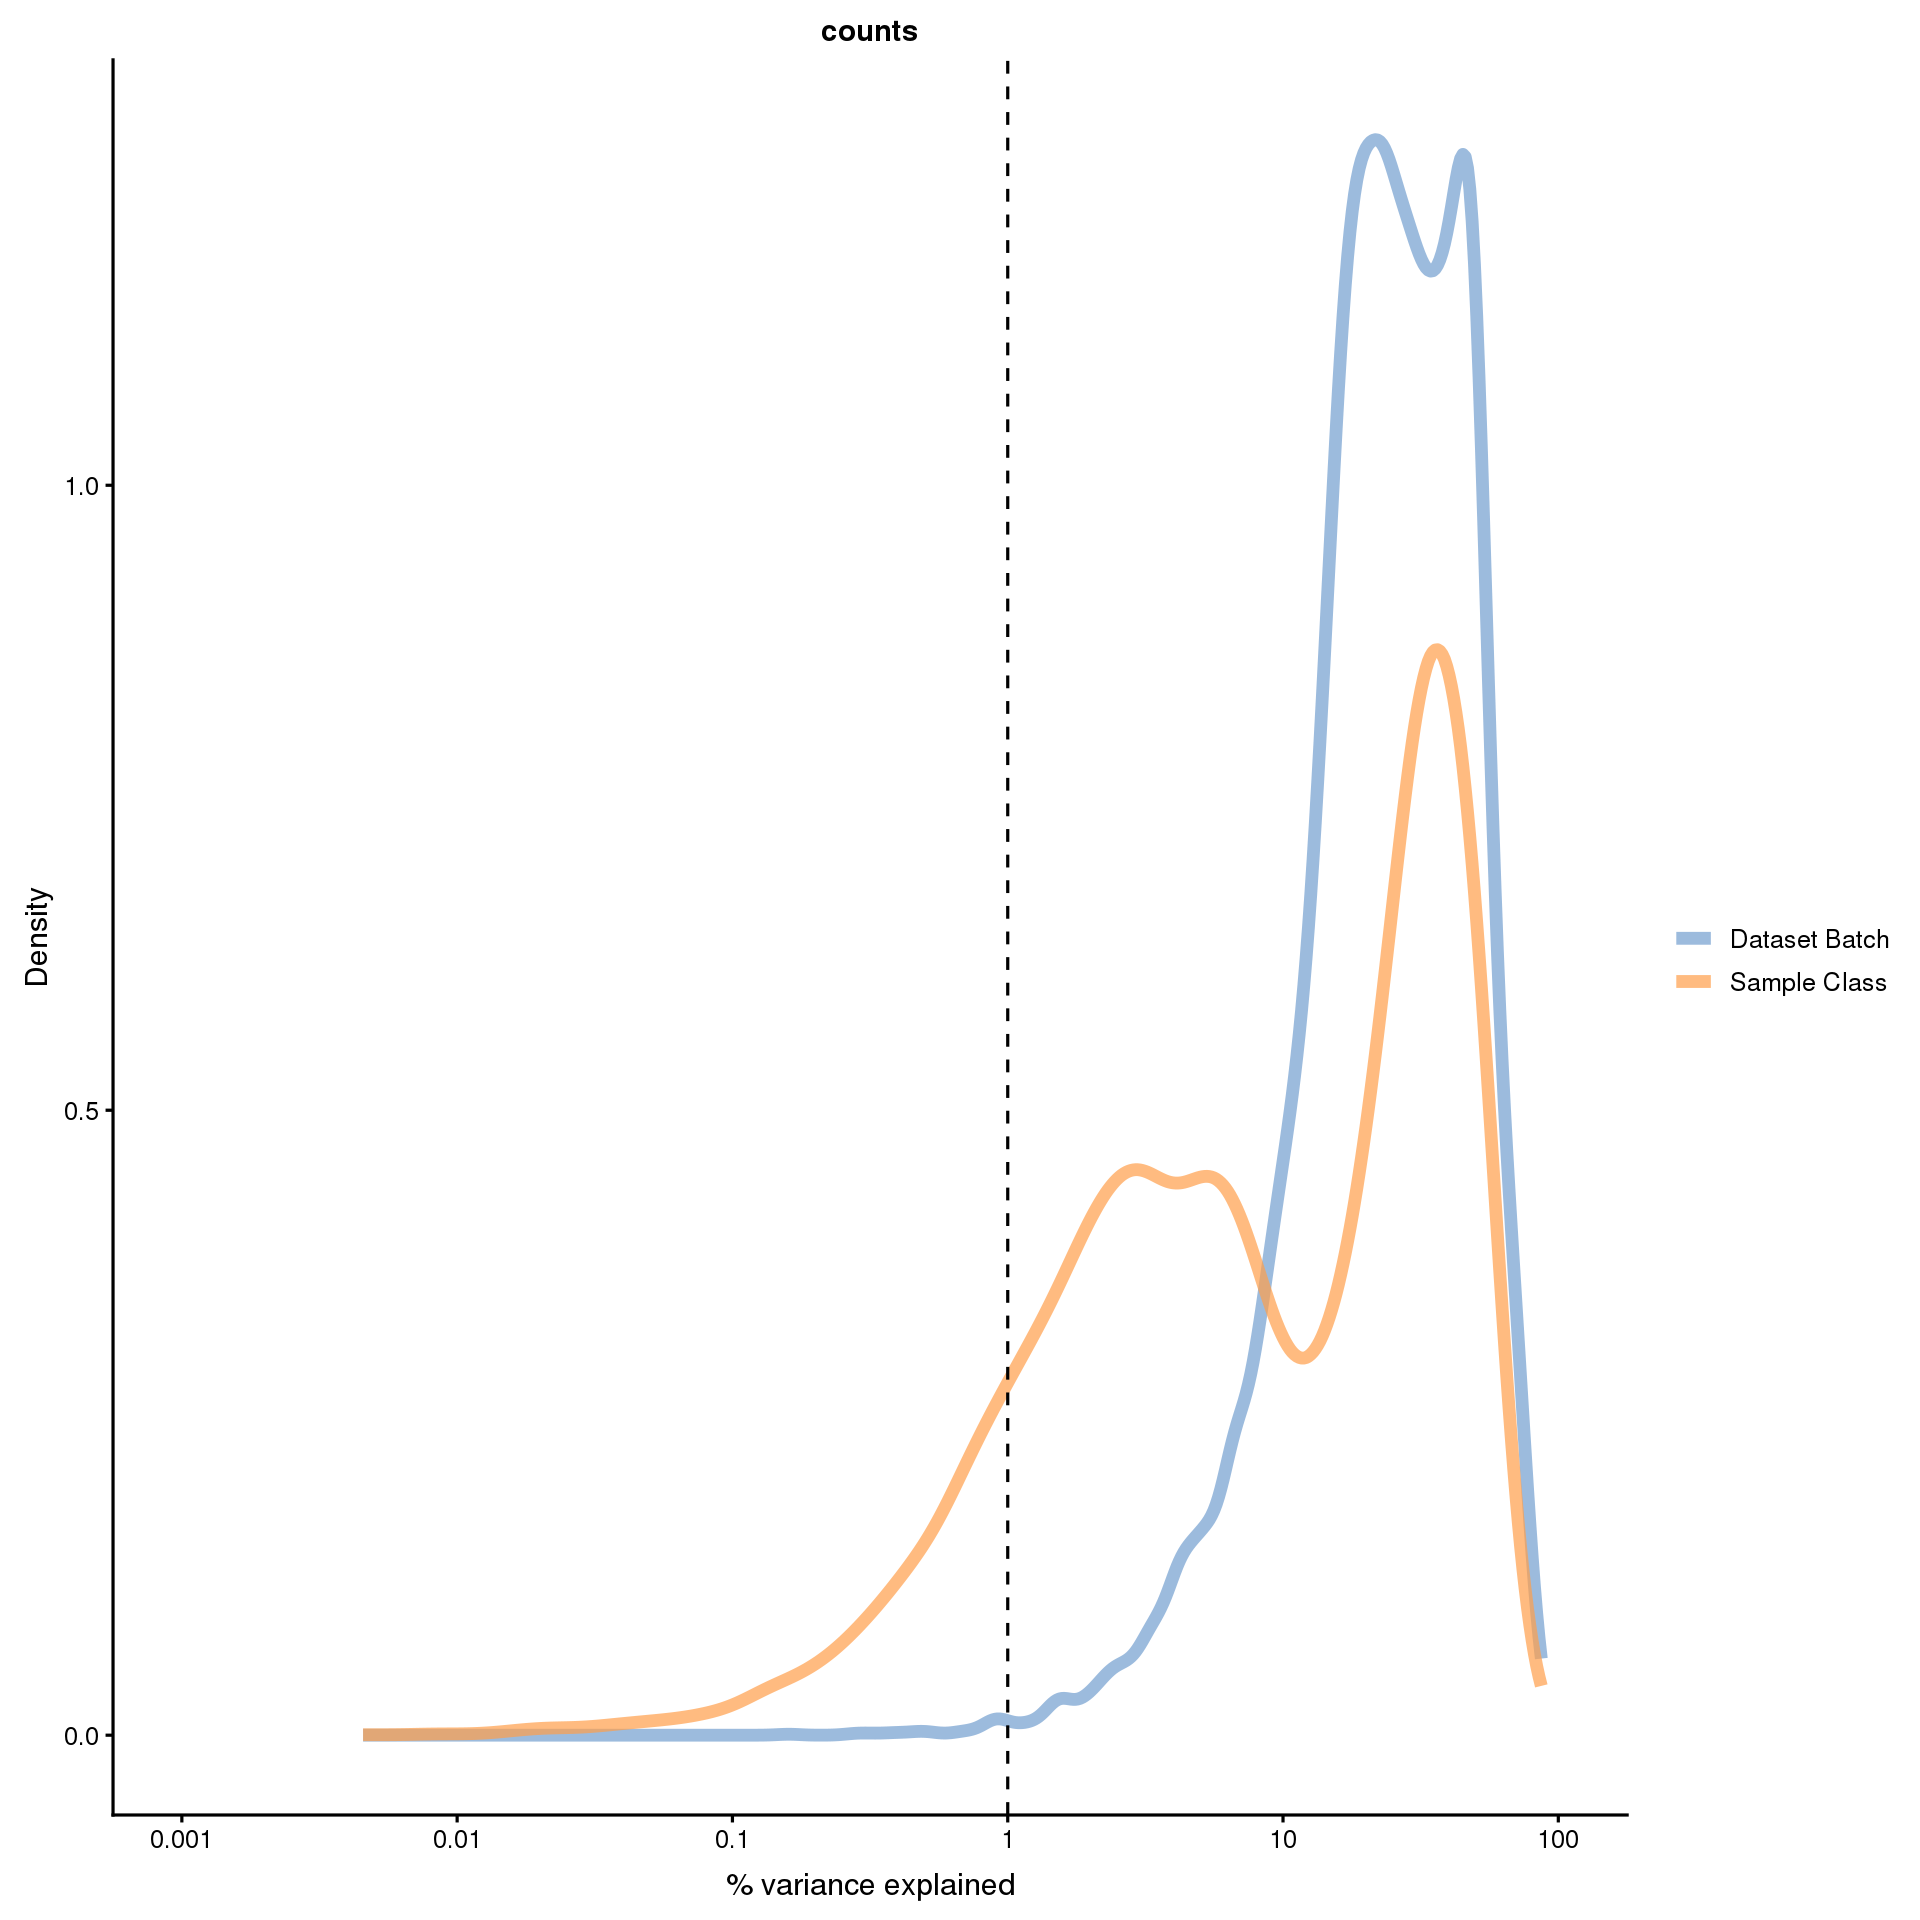 counts
1.0
0.5
0.0
Density
0.001
0.01
0.1
1
10
100
% variance explained
Dataset Batch
Sample Class